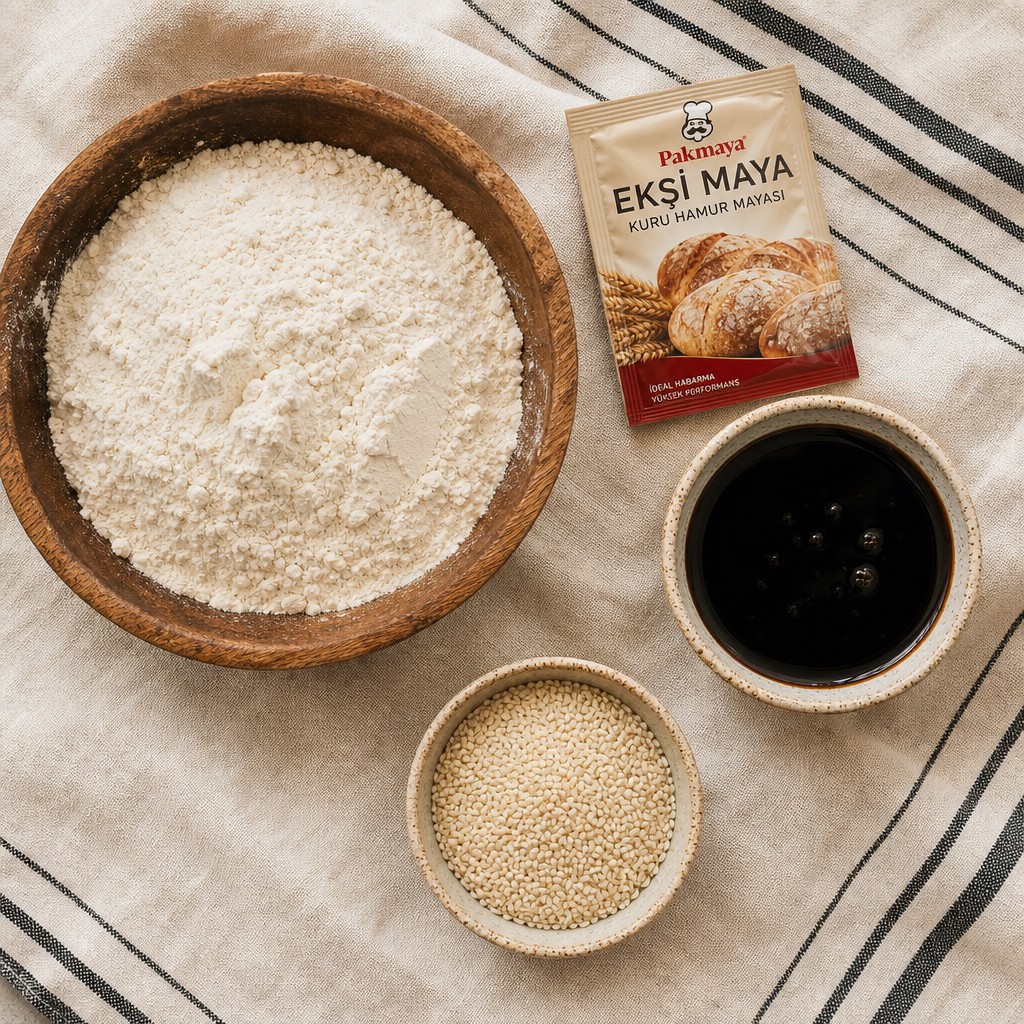 Pakmaya
EKŞİ MAYA
KURU HAMUR MAYASI
İDEAL KABARMA
YÜKSEK PERFORMANS